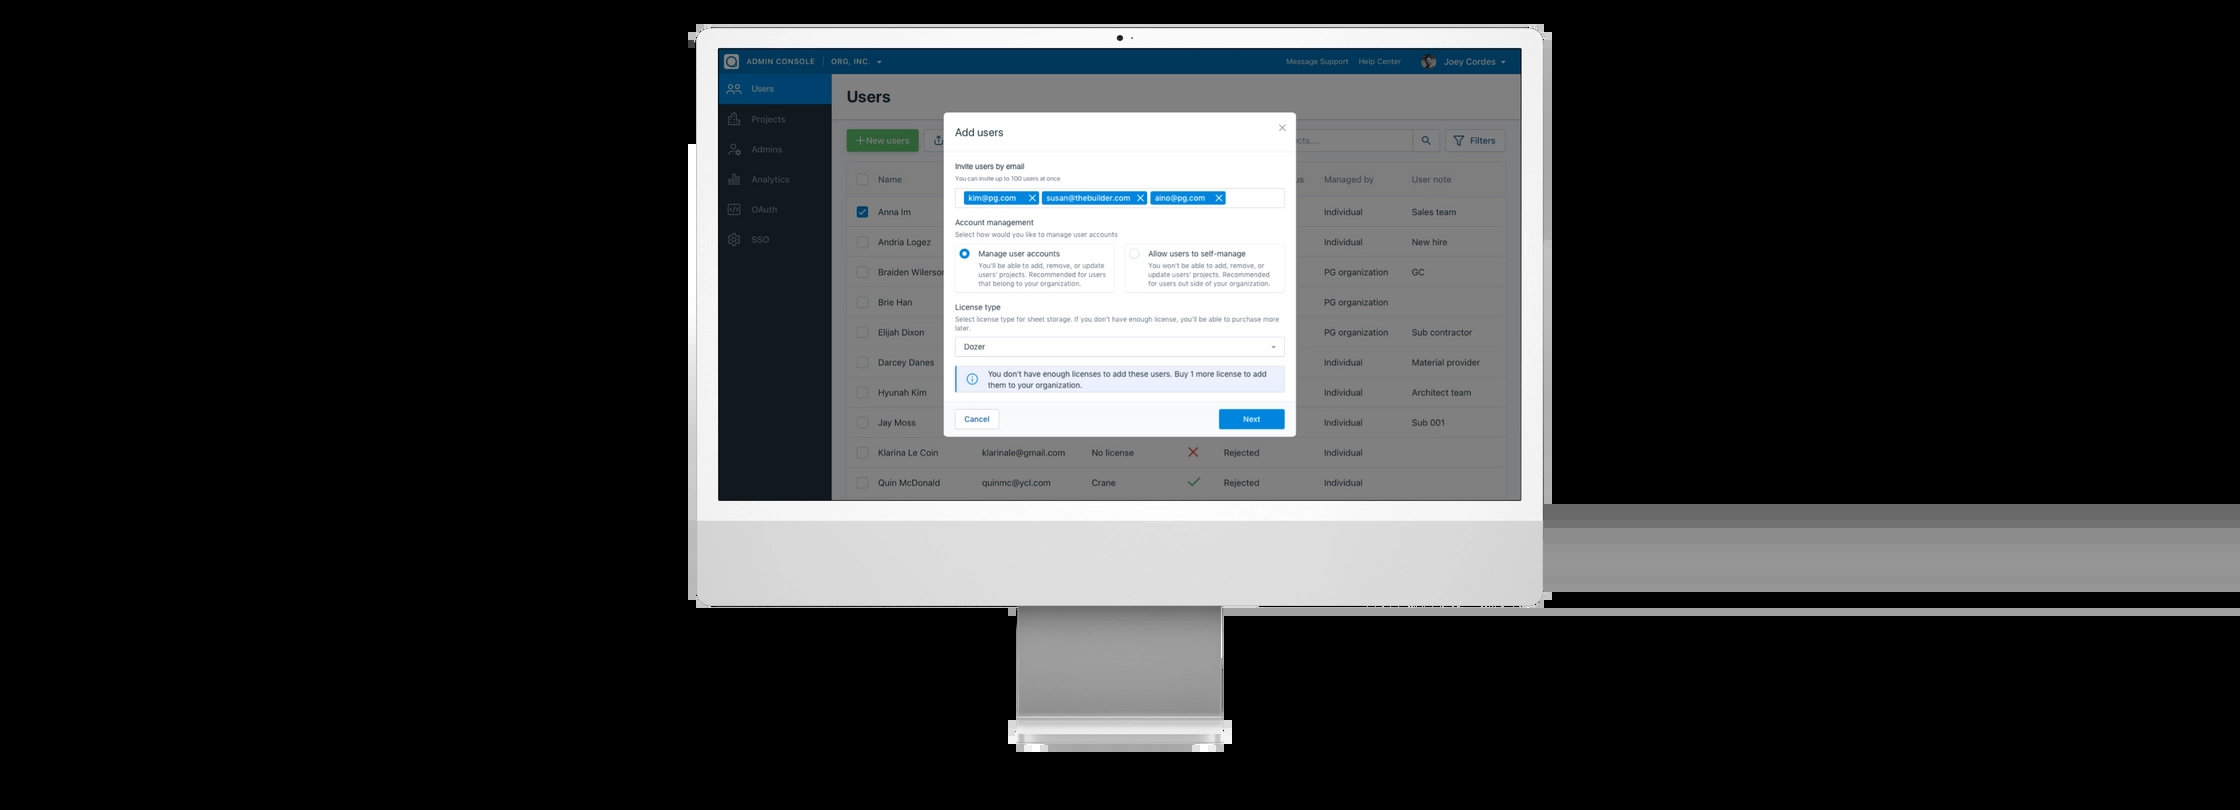 ADMIN CONSOLE ORG, INC. Message Support Help Center Joey Cordes
Users
Projects
Admins
Analytics
OAuth
SSO
Users
New users
Filters
Name Managed by User note
Anna Im Individual Sales team
Andria Logez Individual New hire
Braiden Wilerson PG organization GC
Brie Han PG organization
Elijah Dixon PG organization Sub contractor
Darcey Danes Individual Material provider
Hyunah Kim Individual Architect team
Jay Moss Individual Sub 001
Klarina Le Coin klarinale@gmail.com No license Rejected Individual
Quin McDonald quinmc@ycl.com Crane Rejected Individual
Add users
Invite users by email
You can invite up to 100 users at once
kim@pg.com susan@thebuilder.com aino@pg.com
Account management
Select how would you like to manage user accounts
Manage user accounts
You'll be able to add, remove, or update
users' projects. Recommended for users
that belong to your organization.
Allow users to self-manage
You won't be able to add, remove, or
update users' projects. Recommended
for users out side of your organization.
License type
Select license type for sheet storage. If you don't have enough license, you'll be able to purchase more
later.
Dozer
You don't have enough licenses to add these users. Buy 1 more license to add
them to your organization.
Cancel Next